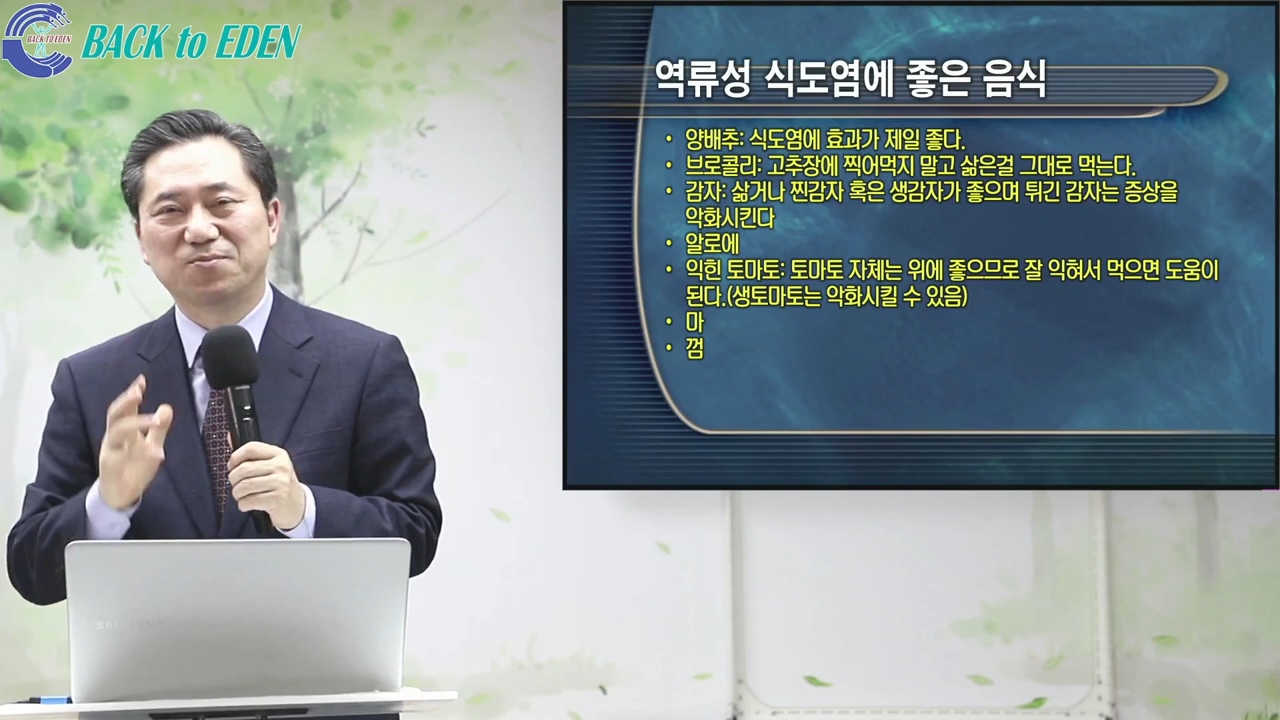 BACK TO EDEN
BACK to EDEN
역류성 식도염에 좋은 음식
• 양배추: 식도염에 효과가 제일 좋다.
• 브로콜리: 고추장에 찍어먹지 말고 삶은걸 그대로 먹는다.
• 감자: 삶거나 찐감자 혹은 생감자가 좋으며 튀긴 감자는 증상을
악화시킨다
• 알로에
• 익힌 토마토: 토마토 자체는 위에 좋으므로 잘 익혀서 먹으면 도움이
된다.(생토마토는 악화시킬 수 있음)
• 마
• 껌
SAMSUNG